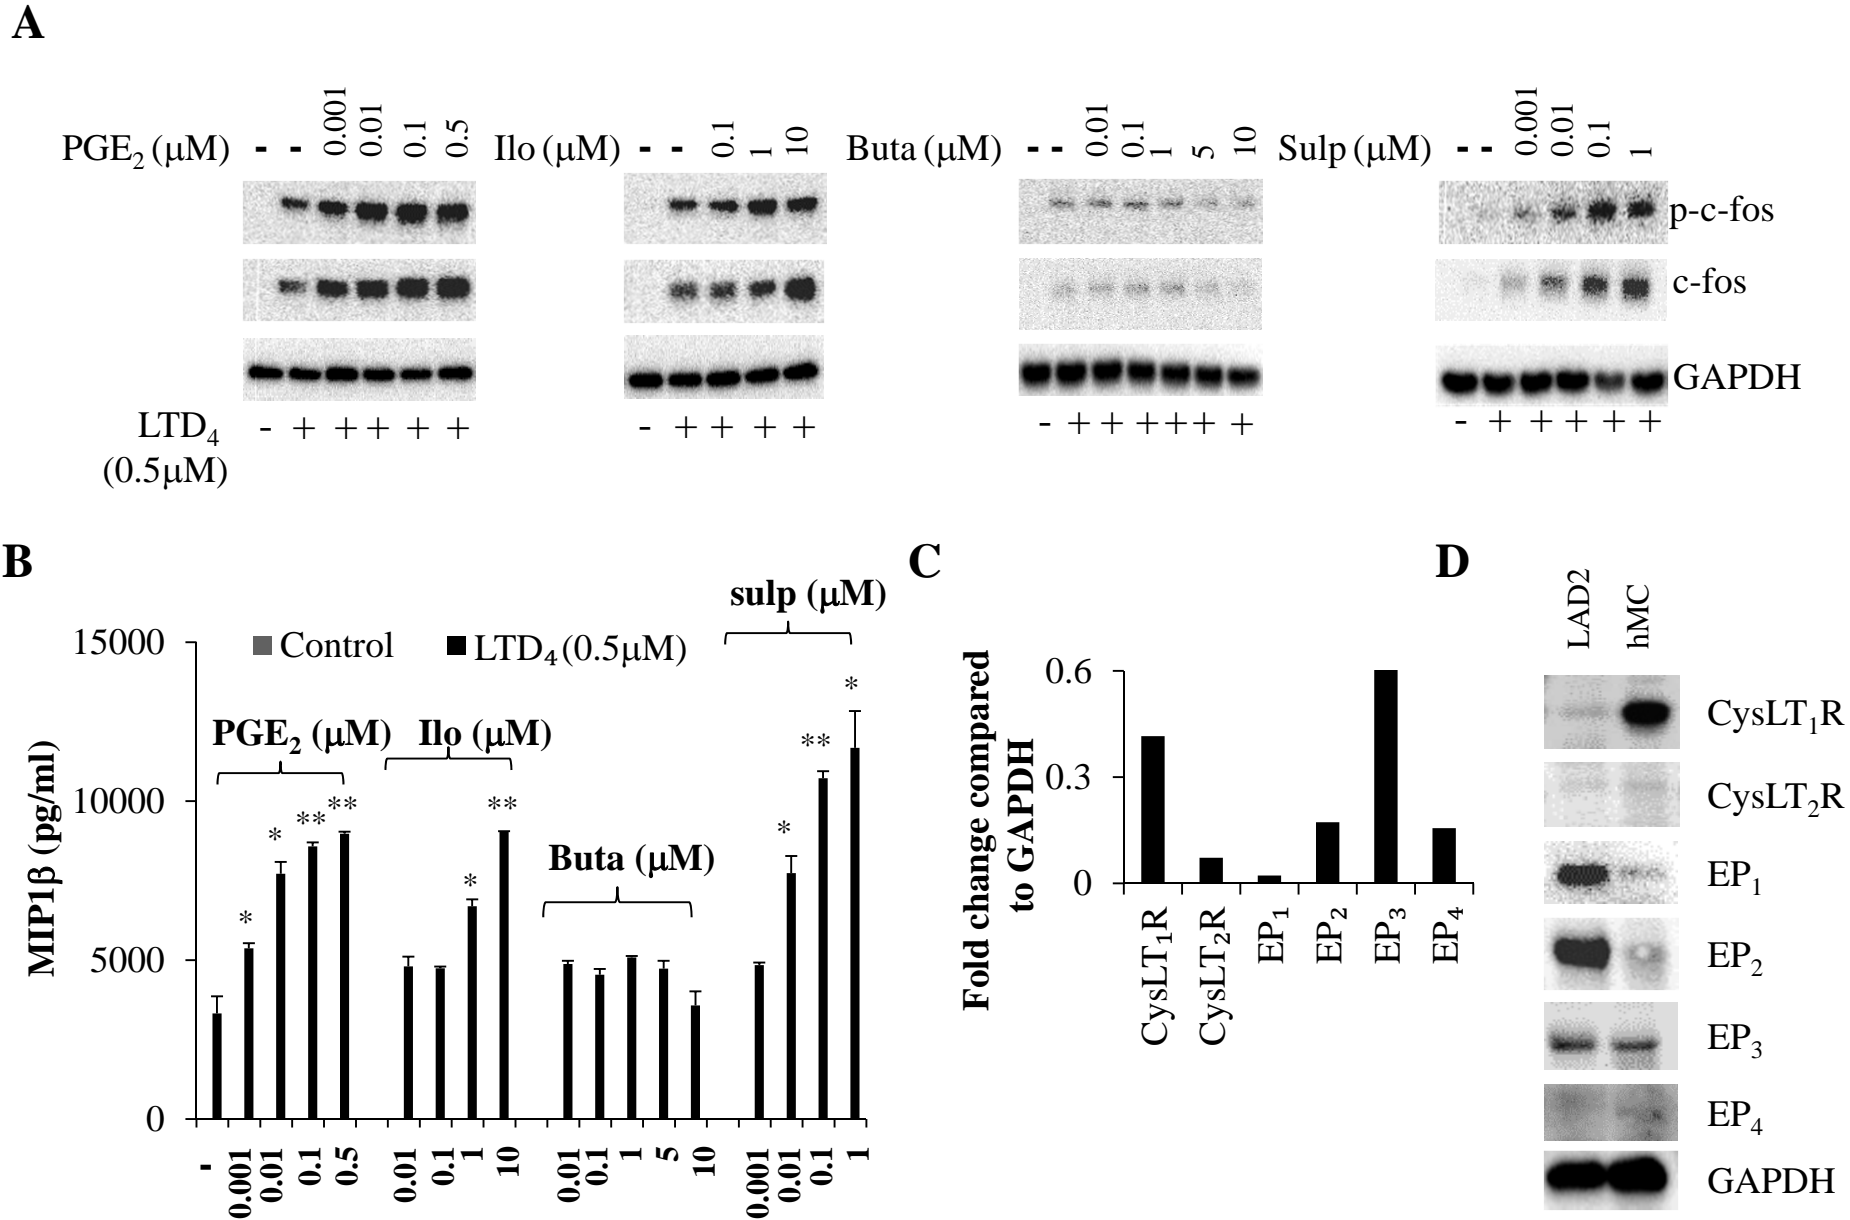 A
PGE₂ (μM) - - 0.001 0.01 0.1 0.5
Ilo (μM) - - 0.1 1 10
Buta (μM) - - 0.01 0.1 1 5 10
Sulp (μM) - - 0.001 0.01 0.1 1
p-c-fos
c-fos
GAPDH
LTD₄ - + + + + + - + + + + - + + + + + + - + + + + +
(0.5μM)
B
MIP1β (pg/ml)
15000
10000
5000
0
Control
LTD₄ (0.5μM)
PGE₂ (μM)
Ilo (μM)
Buta (μM)
sulp (μM)
* * ** ** * ** * ** *
- 0.001 0.01 0.1 0.5 0.01 0.1 1 10 0.01 0.1 1 5 10 0.001 0.01 0.1 1
C
Fold change compared
to GAPDH
0.6
0.3
0
CysLT₁R
CysLT₂R
EP₁
EP₂
EP₃
EP₄
D
LAD2
hMC
CysLT₁R
CysLT₂R
EP₁
EP₂
EP₃
EP₄
GAPDH